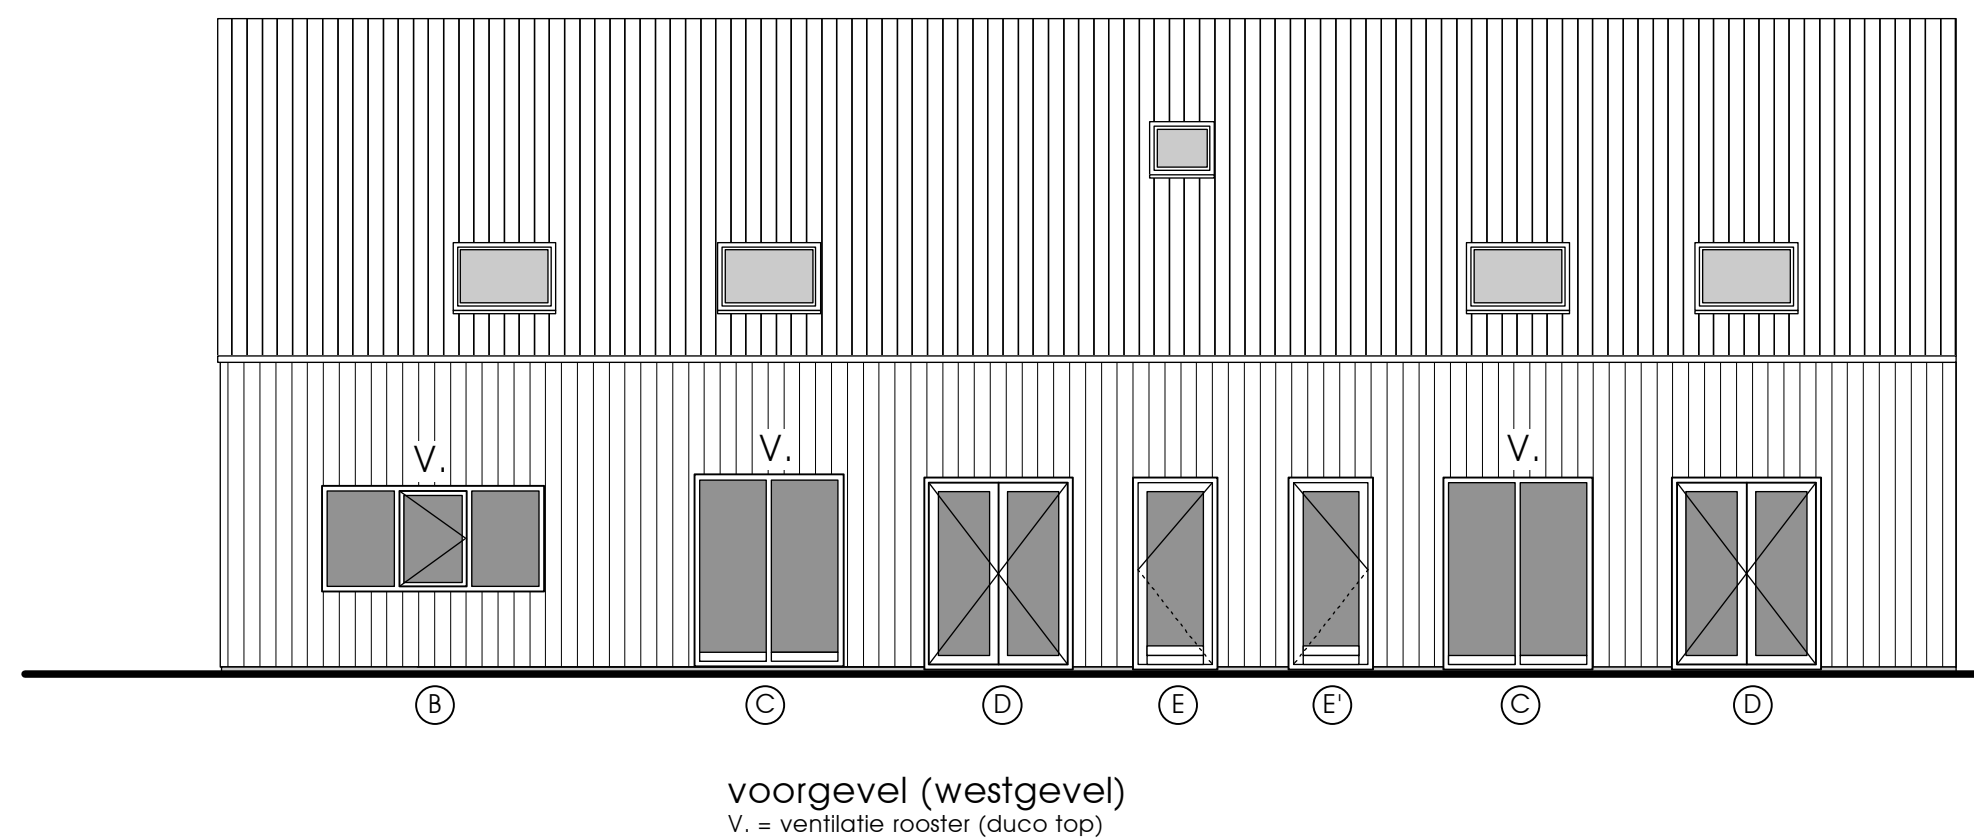 V.
V.
V.
B
C
D
E
E'
C
D
voorgevel (westgevel)
V. = ventilatie rooster (duco top)